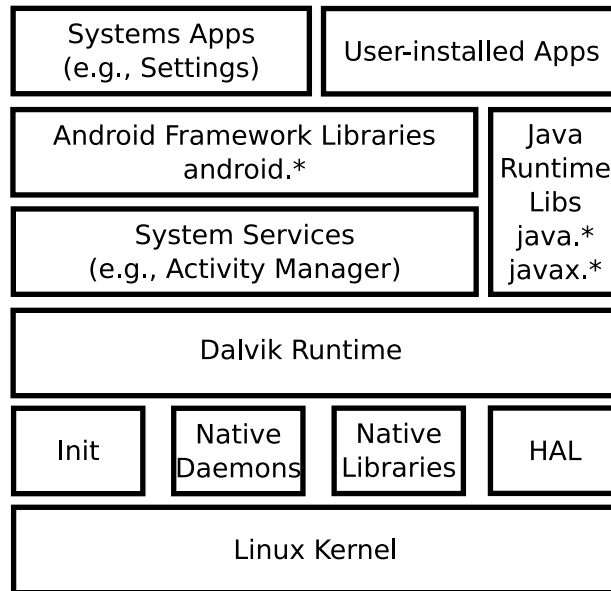 Systems Apps
(e.g., Settings)
User-installed Apps
Android Framework Libraries
android.*
Java
Runtime
Libs
java.*
javax.*
System Services
(e.g., Activity Manager)
Dalvik Runtime
Init
Native
Daemons
Native
Libraries
HAL
Linux Kernel